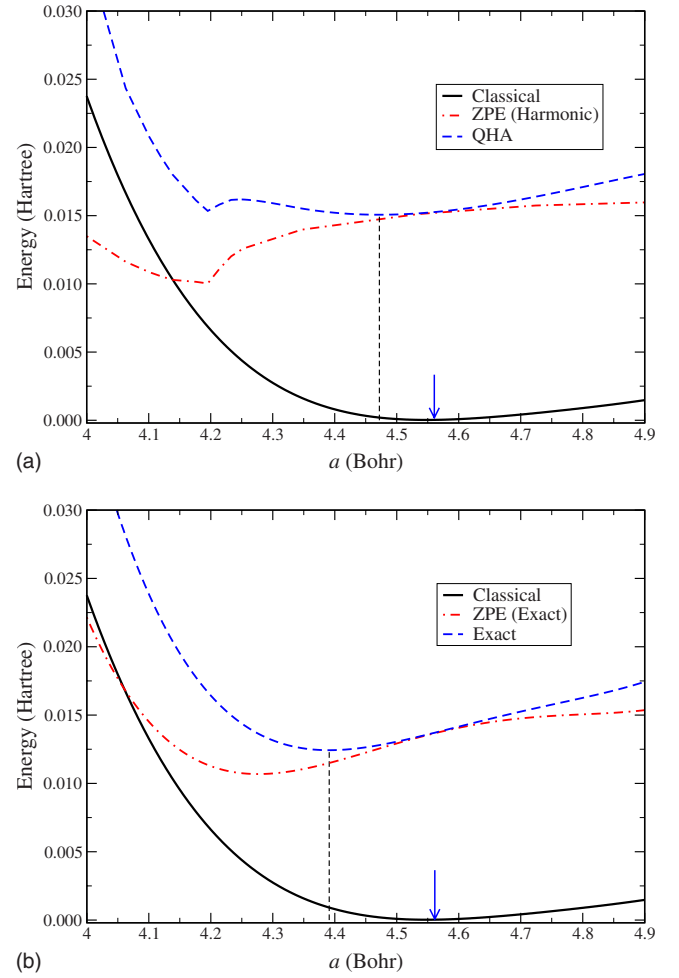 0.030
0.025
0.020
0.015
0.010
0.005
0.000
Energy (Hartree)
Classical
ZPE (Harmonic)
QHA
4 4.1 4.2 4.3 4.4 4.5 4.6 4.7 4.8 4.9
(a) a (Bohr)
0.030
0.025
0.020
0.015
0.010
0.005
0.000
Energy (Hartree)
Classical
ZPE (Exact)
Exact
4 4.1 4.2 4.3 4.4 4.5 4.6 4.7 4.8 4.9
(b) a (Bohr)